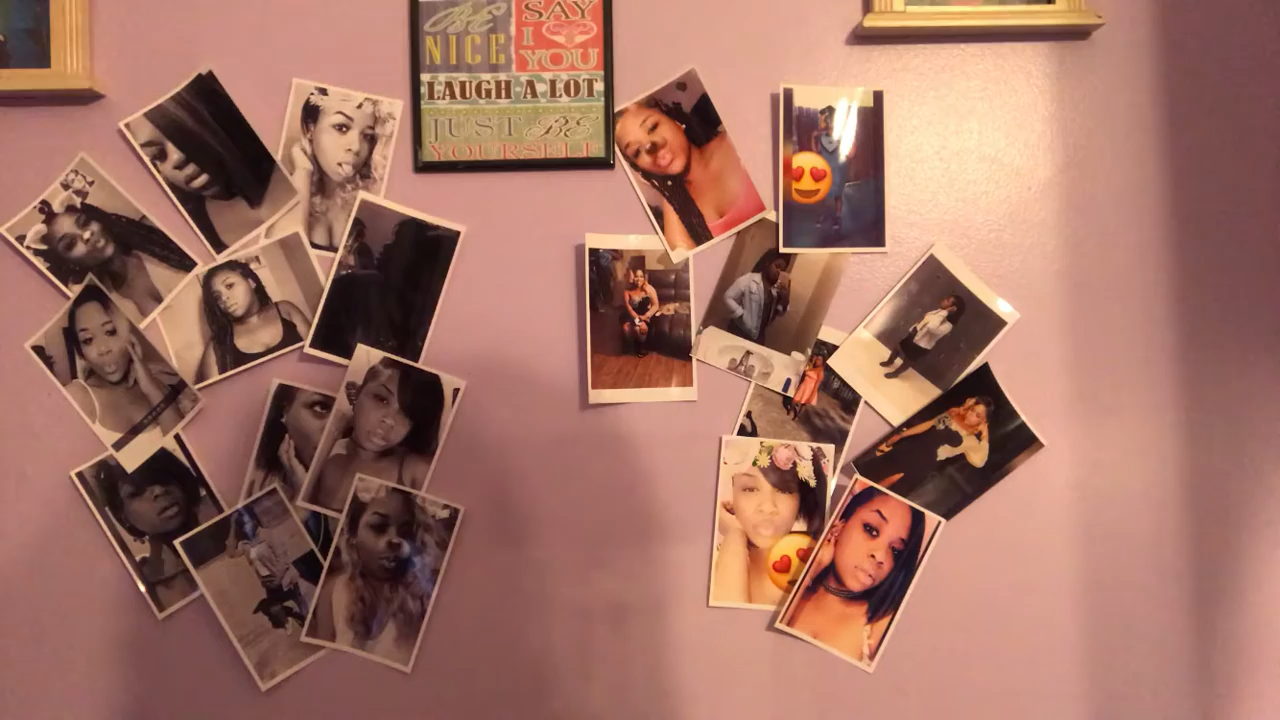 BE
NICE
SAY
I
YOU
LAUGH A LOT
JUST BE
YOURSELF